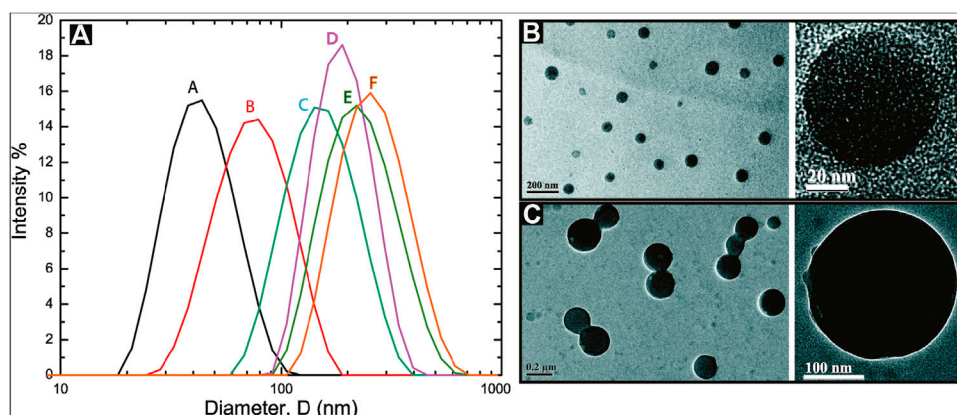 A
Intensity %
20
18
16
14
12
10
8
6
4
2
0
10
100
1000
Diameter, D (nm)
A
B
C
D
E
F
B
200 nm
20 nm
C
0.2 µm
100 nm